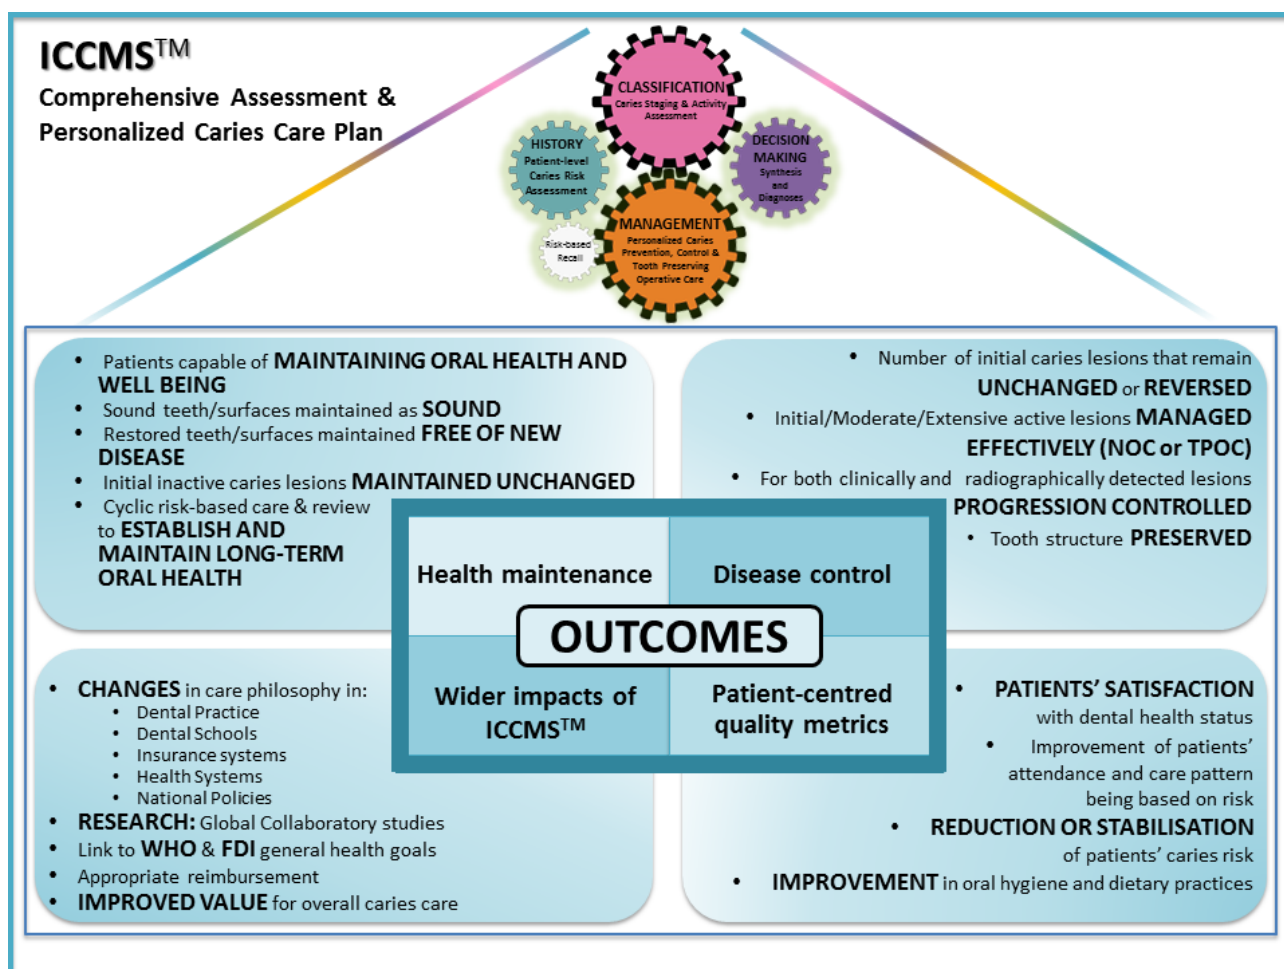 ICCMS™
Comprehensive Assessment &
Personalized Caries Care Plan
CLASSIFICATION
Caries Staging & Activity
Assessment
HISTORY
Patient-level
Caries Risk
Assessment
DECISION
MAKING
Synthesis
and
Diagnoses
MANAGEMENT
Personalized Caries
Prevention, Control &
Tooth Preserving
Operative Care
Risk-based
Recall
• Patients capable of MAINTAINING ORAL HEALTH AND
WELL BEING
• Sound teeth/surfaces maintained as SOUND
• Restored teeth/surfaces maintained FREE OF NEW
DISEASE
• Initial inactive caries lesions MAINTAINED UNCHANGED
• Cyclic risk-based care & review
to ESTABLISH AND
MAINTAIN LONG-TERM
ORAL HEALTH
• Number of initial caries lesions that remain
UNCHANGED or REVERSED
• Initial/Moderate/Extensive active lesions MANAGED
EFFECTIVELY (NOC or TPOC)
• For both clinically and radiographically detected lesions
PROGRESSION CONTROLLED
• Tooth structure PRESERVED
Health maintenance
Disease control
OUTCOMES
Wider impacts of
ICCMS™
Patient-centred
quality metrics
• CHANGES in care philosophy in:
• Dental Practice
• Dental Schools
• Insurance systems
• Health Systems
• National Policies
• RESEARCH: Global Collaboratory studies
• Link to WHO & FDI general health goals
• Appropriate reimbursement
• IMPROVED VALUE for overall caries care
• PATIENTS' SATISFACTION
with dental health status
• Improvement of patients'
attendance and care pattern
being based on risk
• REDUCTION OR STABILISATION
of patients' caries risk
• IMPROVEMENT in oral hygiene and dietary practices